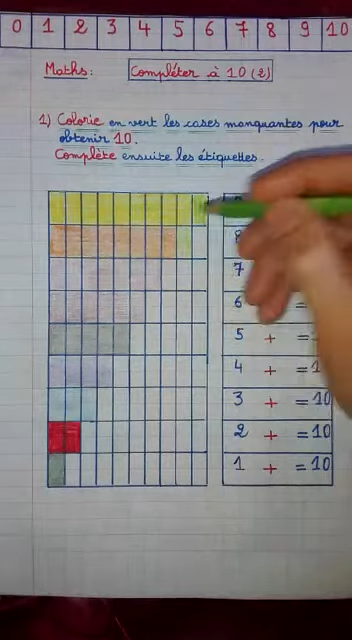 0 1 2 3 4 5 6 7 8 9 10
Maths: Compléter à 10 (2)
1) Colorie en vert les cases manquantes pour
obtenir 10.
Complète ensuite les étiquettes.
7
6 =
5 + =
4 + = 1
3 + = 10
2 + = 10
1 + = 10